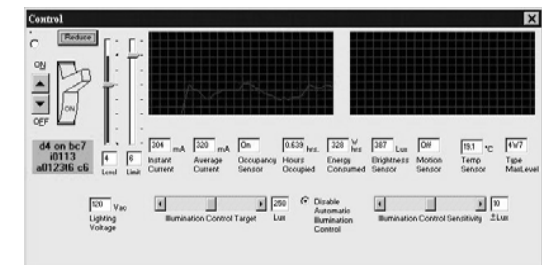 Control
Reduce
ON
OFF
ON
d4 on bc7
i0113
a0123t6 c6
4
Level
6
Limit
304 mA
Instant
Current
320 mA
Average
Current
On
Occupancy
Sensor
0.639 hrs.
Hours
Occupied
328 W hrs
Energy
Consumed
387 Lux
Brightness
Sensor
Off
Motion
Sensor
19.1 °C
Temp
Sensor
4W7
Type
MaxLevel
120 Vac
Lighting
Voltage
Illumination Control Target
250
Lux
Disable
Automatic
Illumination
Control
Illumination Control Sensitivity
10
±Lux